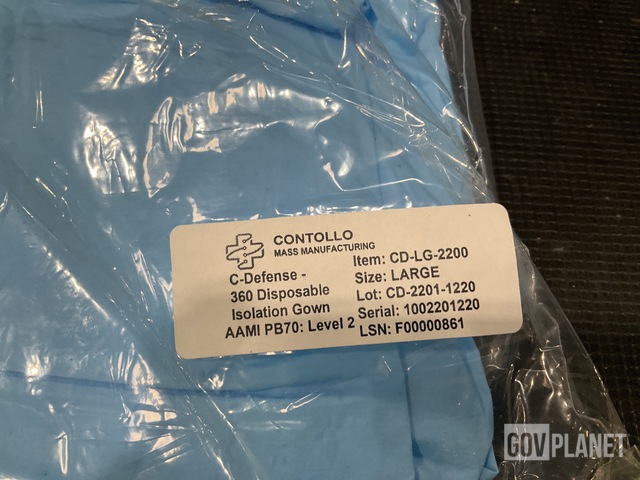 CONTOLLO
MASS MANUFACTURING
C-Defense -
360 Disposable
Isolation Gown
AAMI PB70: Level 2
Item: CD-LG-2200
Size: LARGE
Lot: CD-2201-1220
Serial: 1002201220
LSN: F00000861
GOVPLANET